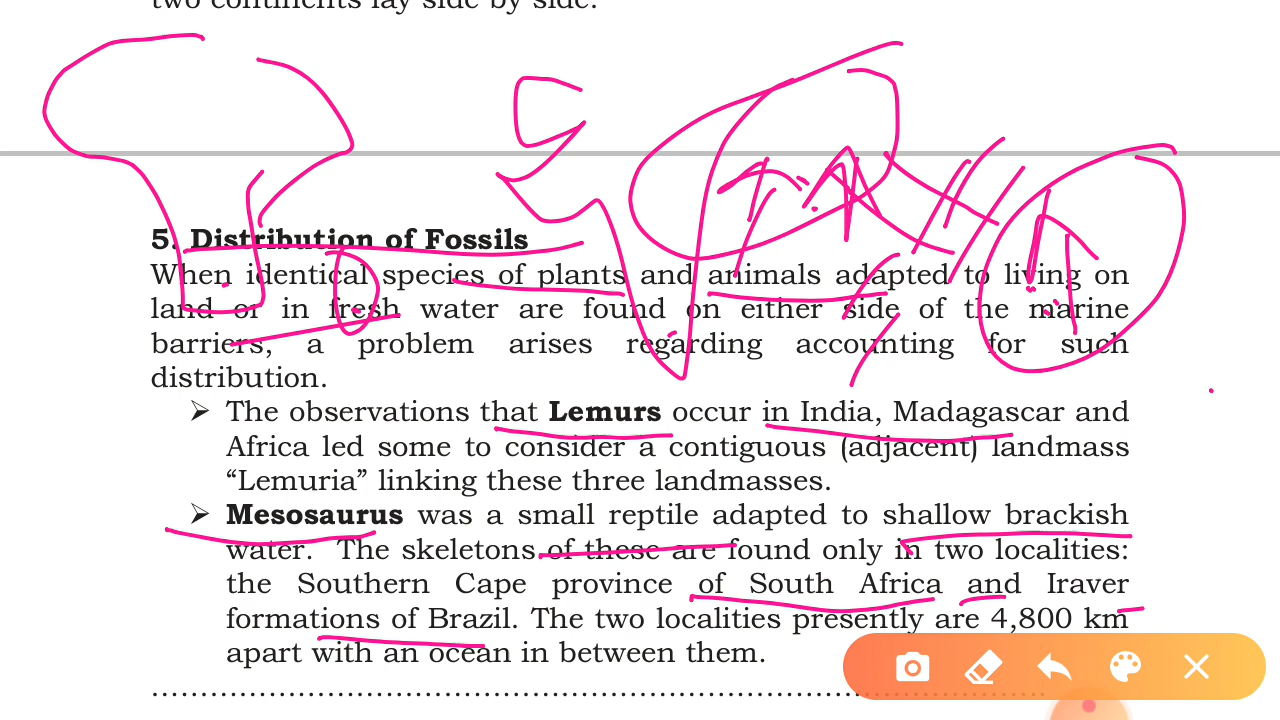 two continents lay side by side.
5. Distribution of Fossils
When identical species of plants and animals adapted to living on
land or in fresh water are found on either side of the marine
barriers, a problem arises regarding accounting for such
distribution.
➢ The observations that Lemurs occur in India, Madagascar and
Africa led some to consider a contiguous (adjacent) landmass
“Lemuria” linking these three landmasses.
➢ Mesosaurus was a small reptile adapted to shallow brackish
water. The skeletons of these are found only in two localities:
the Southern Cape province of South Africa and Iraver
formations of Brazil. The two localities presently are 4,800 km
apart with an ocean in between them.